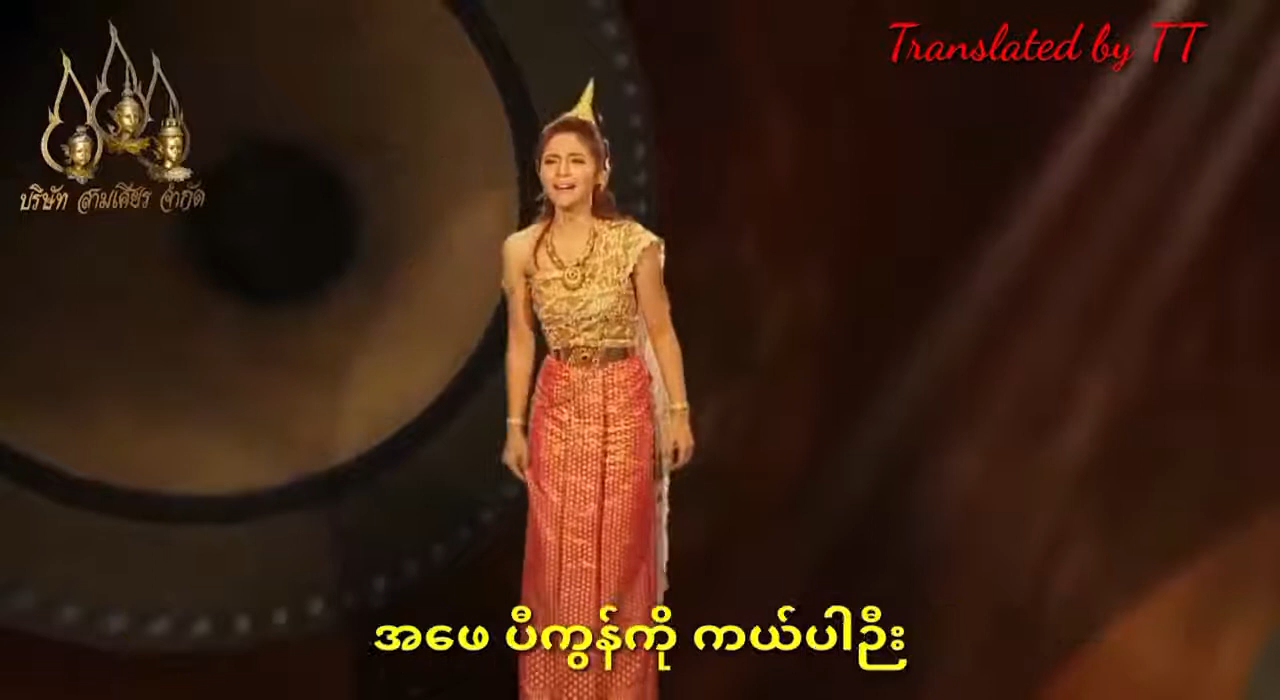 Translated by TT
บริษัท สามเศียร จำกัด
အဖေ ပီကွန်ကို ကယ်ပါဦး